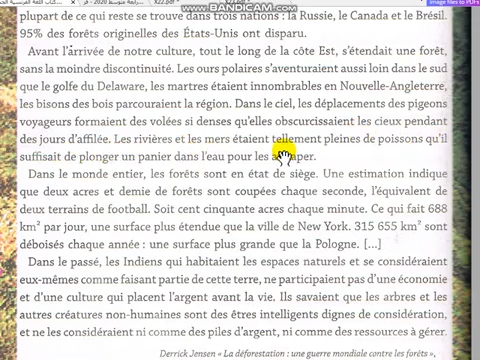 WWW.BANDICAM.COM
image files to PDFs
plupart de ce qui reste se trouve dans trois nations : la Russie, le Canada et le Brésil.
95% des forêts originelles des États-Unis ont disparu.
Avant l'arrivée de notre culture, tout le long de la côte Est, s'étendait une forêt,
sans la moindre discontinuité. Les ours polaires s'aventuraient aussi loin dans le sud
que le golfe du Delaware, les martres étaient innombrables en Nouvelle-Angleterre,
les bisons des bois parcouraient la région. Dans le ciel, les déplacements des pigeons
voyageurs formaient des volées si denses qu'elles obscurcissaient les cieux pendant
des jours d'affilée. Les rivières et les mers étaient tellement pleines de poissons qu'il
suffisait de plonger un panier dans l'eau pour les
Dans le monde entier, les forêts sont en état de siège. Une estimation indique
que deux acres et demie de forêts sont coupées chaque seconde, l'équivalent de
deux terrains de football. Soit cent cinquante acres chaque minute. Ce qui fait 688
km² par jour, une surface plus étendue que la ville de New York. 315 655 km² sont
déboisés chaque année : une surface plus grande que la Pologne. [...]
Dans le passé, les Indiens qui habitaient les espaces naturels et se considéraient
eux-mêmes comme faisant partie de cette terre, ne participaient pas d'une économie
et d'une culture qui placent l'argent avant la vie. Ils savaient que les arbres et les
autres créatures non-humaines sont des êtres intelligents dignes de considération,
et ne les considéraient ni comme des piles d'argent, ni comme des ressources à gérer.
Derrick Jensen « La déforestation : une guerre mondiale contre les forêts »,